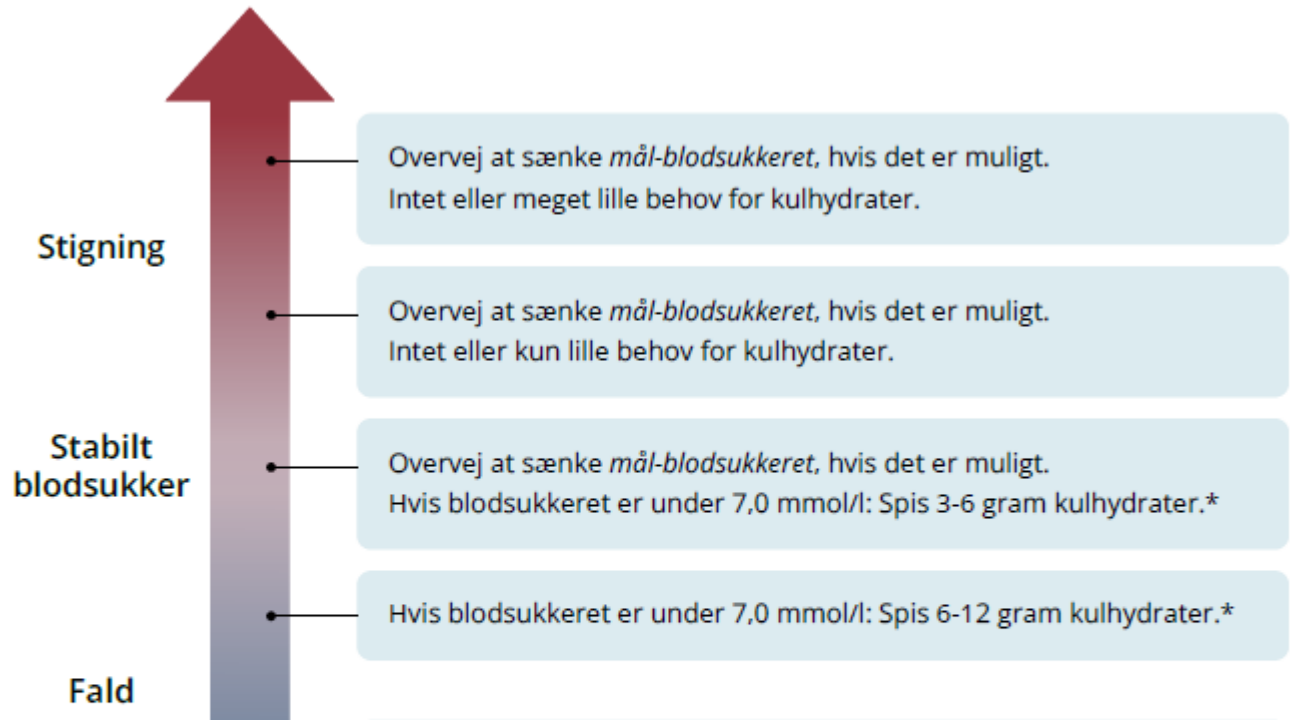 Overvej at sænke mål-blodsukkeret, hvis det er muligt.
Intet eller meget lille behov for kulhydrater.
Stigning
Overvej at sænke mål-blodsukkeret, hvis det er muligt.
Intet eller kun lille behov for kulhydrater.
Stabilt
blodsukker
Overvej at sænke mål-blodsukkeret, hvis det er muligt.
Hvis blodsukkeret er under 7,0 mmol/l: Spis 3-6 gram kulhydrater.*
Hvis blodsukkeret er under 7,0 mmol/l: Spis 6-12 gram kulhydrater.*
Fald